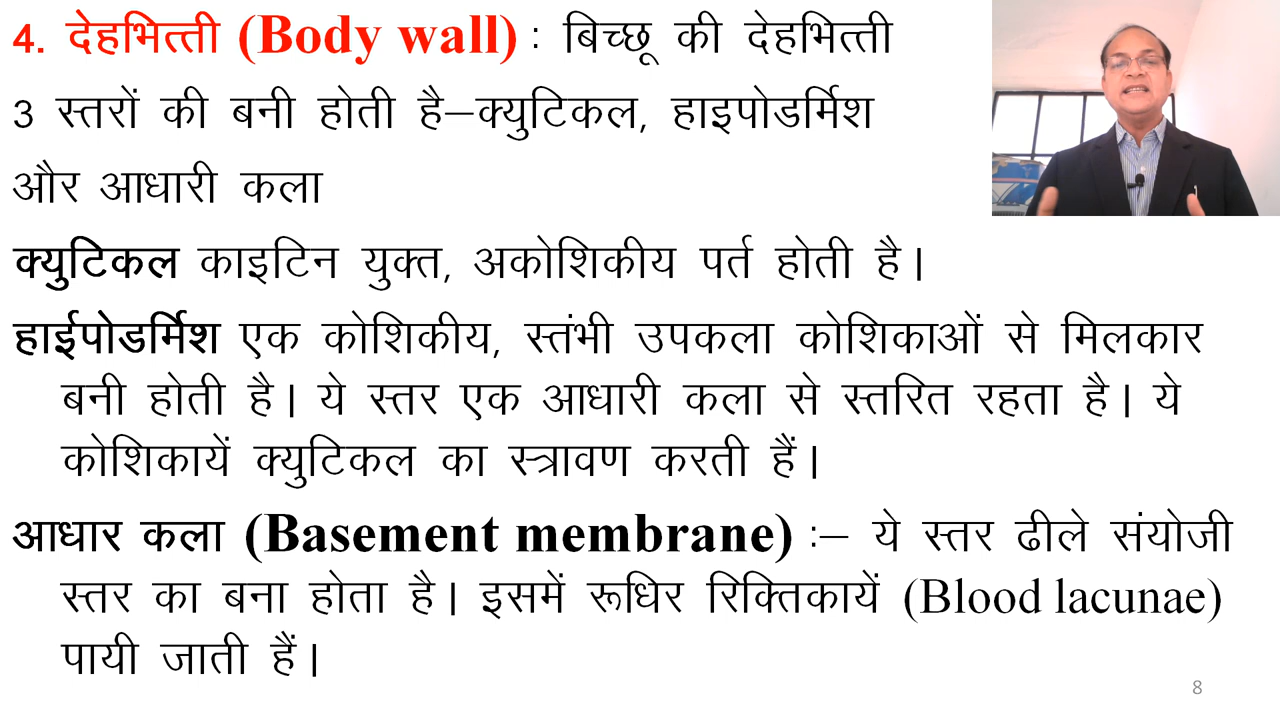 4. देहभित्ती (Body wall) : बिच्छू की देहभित्ती
3 स्तरों की बनी होती है–क्युटिकल, हाइपोडर्मिश
और आधारी कला
क्युटिकल काइटिन युक्त, अकोशिकीय पर्त होती है।
हाईपोडर्मिश एक कोशिकीय, स्तंभी उपकला कोशिकाओं से मिलकार
बनी होती है। ये स्तर एक आधारी कला से स्तरित रहता है। ये
कोशिकायें क्युटिकल का स्त्रावण करती हैं।
आधार कला (Basement membrane) :– ये स्तर ढीले संयोजी
स्तर का बना होता है। इसमें रूधिर रिक्तिकायें (Blood lacunae)
पायी जाती हैं।
8